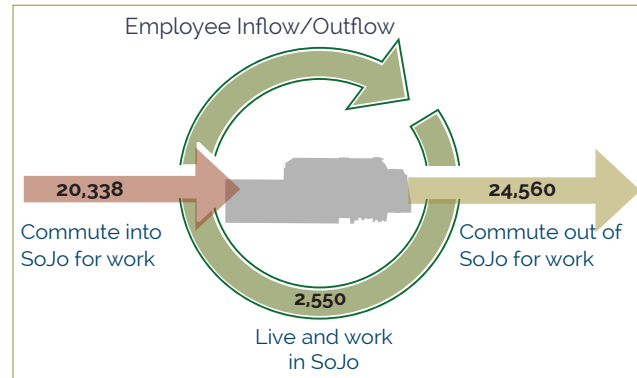 Employee Inflow/Outflow
20,338
24,560
Commute into
SoJo for work
Commute out of
SoJo for work
2,550
Live and work
in SoJo